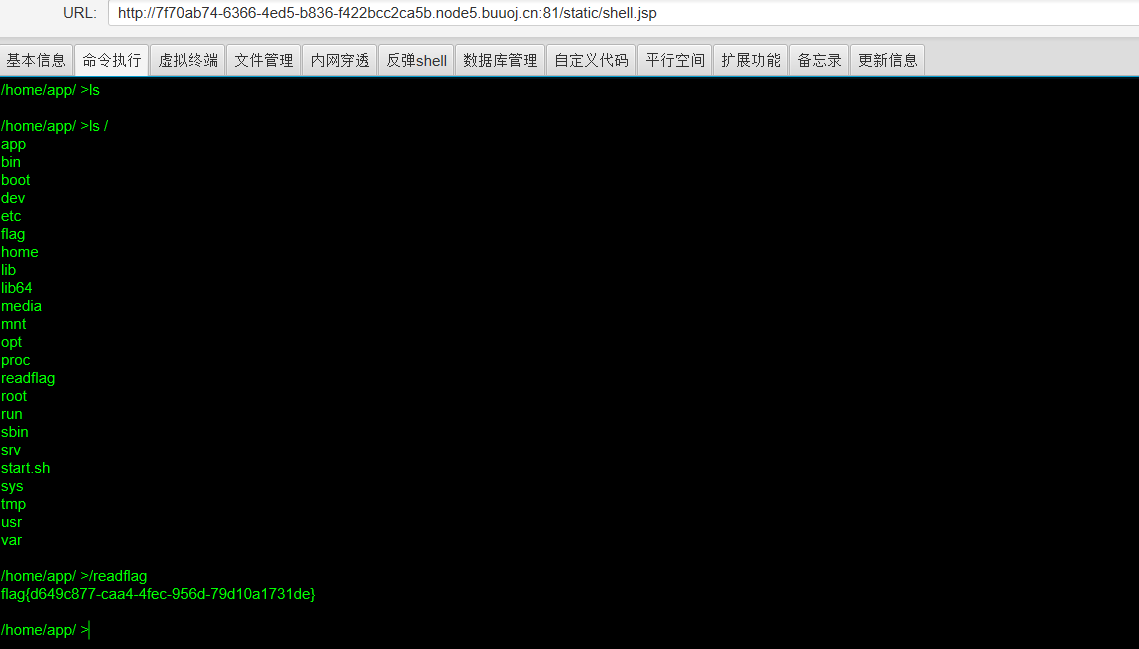 URL: http://7f70ab74-6366-4ed5-b836-f422bcc2ca5b.node5.buuoj.cn:81/static/shell.jsp
基本信息 命令执行 虚拟终端 文件管理 内网穿透 反弹shell 数据库管理 自定义代码 平行空间 扩展功能 备忘录 更新信息
/home/app/ >ls
/home/app/ >ls /
app
bin
boot
dev
etc
flag
home
lib
lib64
media
mnt
opt
proc
readflag
root
run
sbin
srv
start.sh
sys
tmp
usr
var
/home/app/ >/readflag
flag{d649c877-caa4-4fec-956d-79d10a1731de}
/home/app/ >